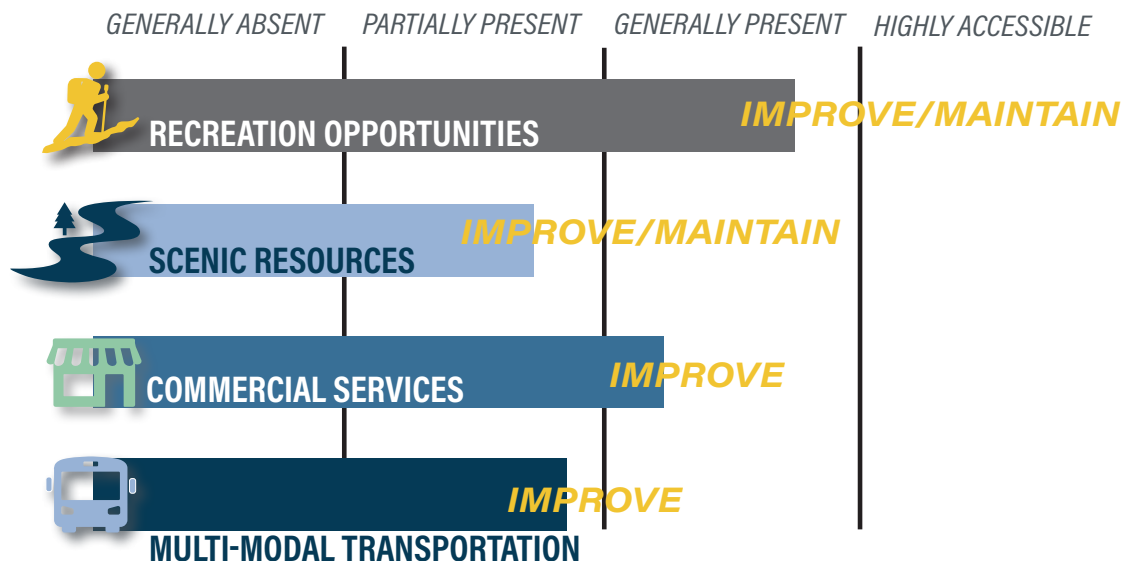 GENERALLY ABSENT PARTIALLY PRESENT GENERALLY PRESENT HIGHLY ACCESSIBLE
IMPROVE/MAINTAIN
RECREATION OPPORTUNITIES
IMPROVE/MAINTAIN
SCENIC RESOURCES
IMPROVE
COMMERCIAL SERVICES
IMPROVE
MULTI-MODAL TRANSPORTATION